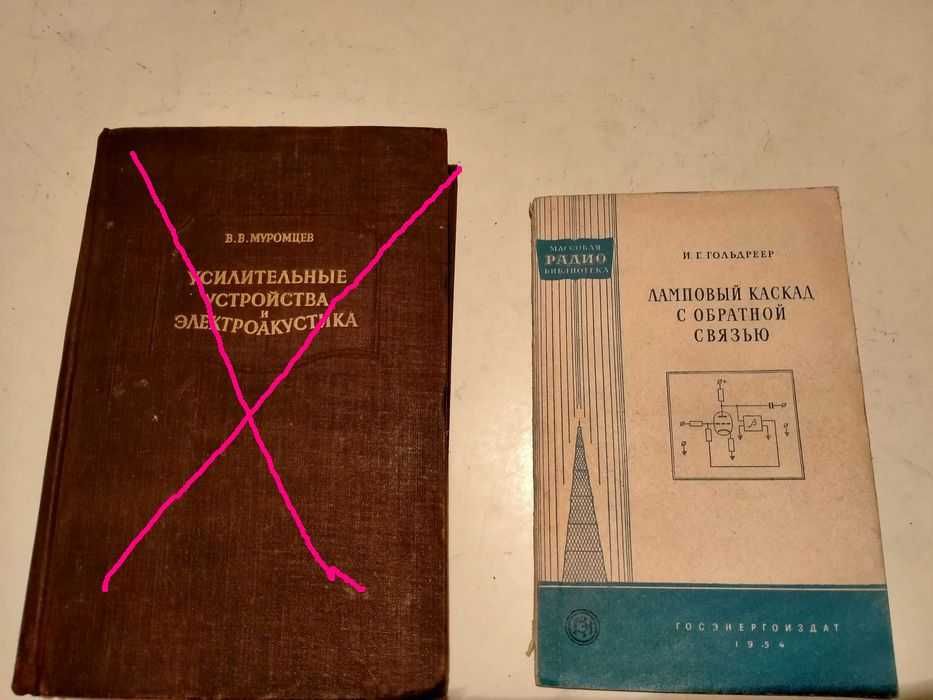 В.В.МУРОМЦЕВ
УСИЛИТЕЛЬНЫЕ
УСТРОЙСТВА
И
ЭЛЕКТРОАКУСТИКА
МАССОВАЯ
РАДИО
БИБЛИОТЕКА
И. Г. ГОЛЬДРЕЕР
ЛАМПОВЫЙ КАСКАД
С ОБРАТНОЙ
СВЯЗЬЮ
β
ГОСЭНЕРГОИЗДАТ
1954